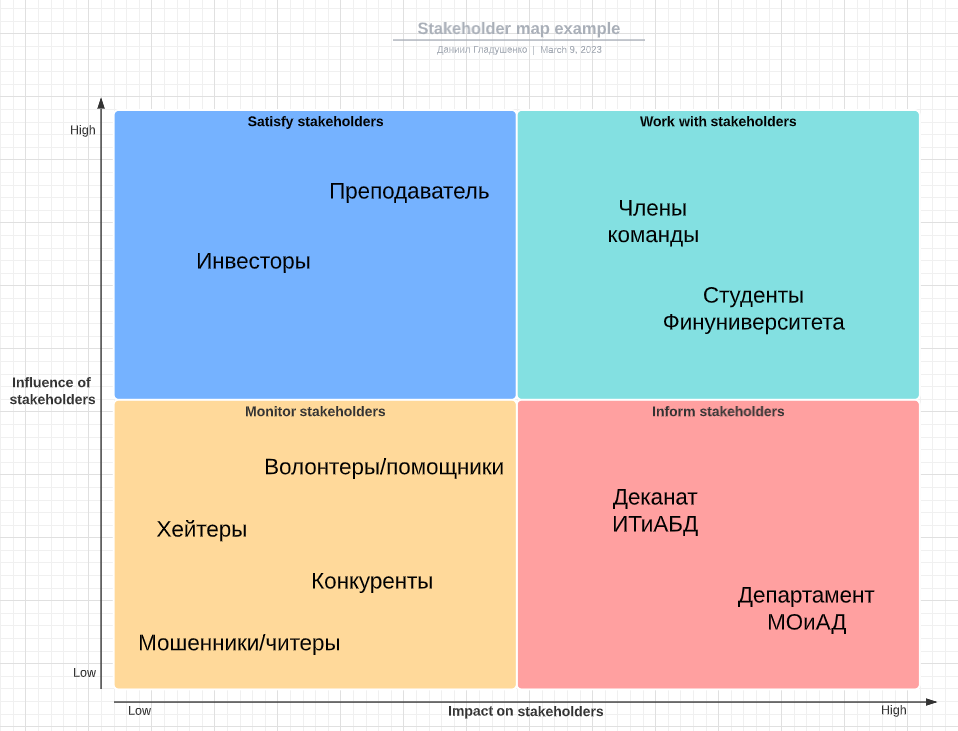 Stakeholder map example
Даниил Гладушенко | March 9, 2023
High
Satisfy stakeholders
Work with stakeholders
Преподаватель
Инвесторы
Члены
команды
Студенты
Финуниверситета
Influence of
stakeholders
Monitor stakeholders
Inform stakeholders
Волонтеры/помощники
Хейтеры
Конкуренты
Мошенники/читеры
Деканат
ИТиАБД
Департамент
МОиАД
Low
Low
Impact on stakeholders
High